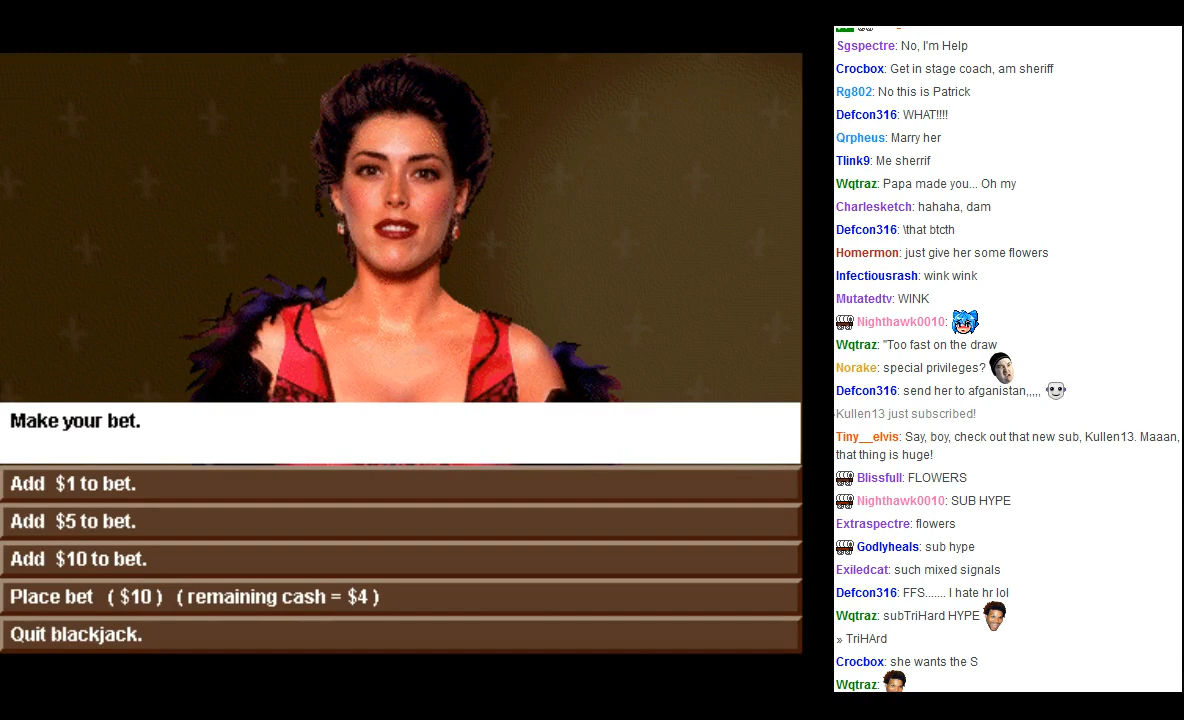 Make your bet.
Add $1 to bet.
Add $5 to bet.
Add $10 to bet.
Place bet ( $10 ) ( remaining cash = $4 )
Quit blackjack.
Sgspectre: No, I'm Help
Crocbox: Get in stage coach, am sheriff
Rg802: No this is Patrick
Defcon316: WHAT!!!!
Qrpheus: Marry her
Tlink9: Me sherrif
Wqtraz: Papa made you... Oh my
Charlesketch: hahaha, dam
Defcon316: \that btcth
Homermon: just give her some flowers
Infectiousrash: wink wink
Mutatedtv: WINK
Nighthawk0010:
Wqtraz: "Too fast on the draw
Norake: special privileges?
Defcon316: send her to afganistan,,,,,
Kullen13 just subscribed!
Tiny__elvis: Say, boy, check out that new sub, Kullen13. Maaan,
that thing is huge!
Blissfull: FLOWERS
Nighthawk0010: SUB HYPE
Extraspectre: flowers
Godlyheals: sub hype
Exiledcat: such mixed signals
Defcon316: FFS....... I hate hr lol
Wqtraz: subTriHard HYPE
» TriHArd
Crocbox: she wants the S
Wqtraz: